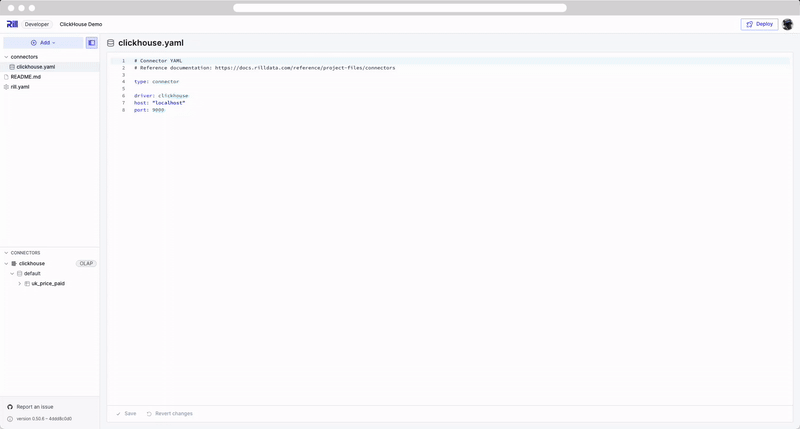 Rill Developer ClickHouse Demo Deploy
Add
connectors
clickhouse.yaml
README.md
rill.yaml
CONNECTORS
clickhouse OLAP
default
uk_price_paid
Report an issue
version 0.50.8 – 4ddd8c0d0
clickhouse.yaml
1 # Connector YAML
2 # Reference documentation: https://docs.rilldata.com/reference/project-files/connectors
3
4 type: connector
5
6 driver: clickhouse
7 host: "localhost"
8 port: 9000
Save Revert changes